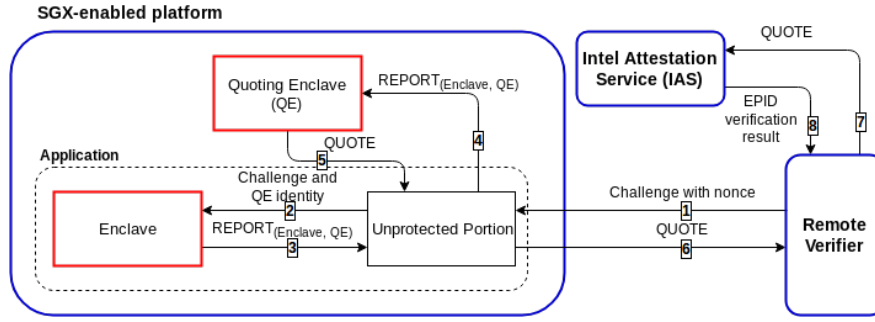 SGX-enabled platform
QUOTE
Intel Attestation
Service (IAS)
Quoting Enclave
(QE)
REPORT(Enclave, QE)
EPID
verification
result
8
7
4
QUOTE
5
Application
Challenge and
QE identity
2
Enclave
REPORT(Enclave, QE)
3
Unprotected Portion
Challenge with nonce
1
QUOTE
6
Remote
Verifier